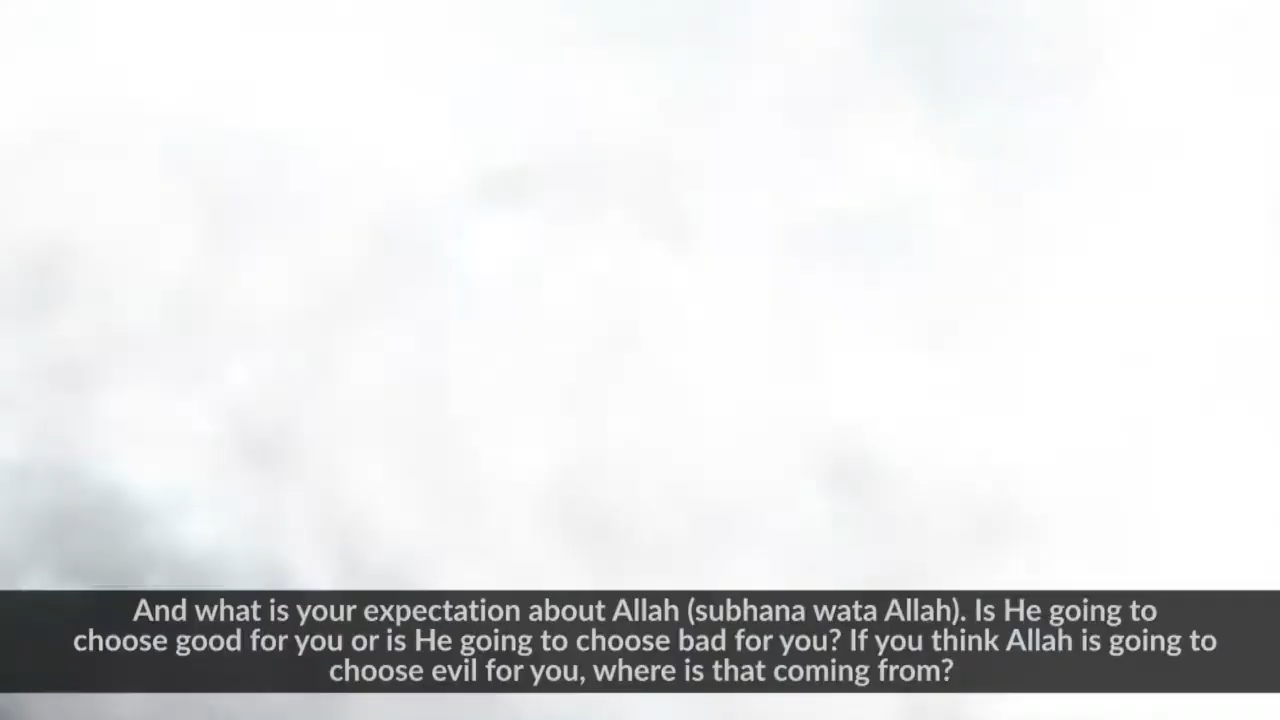 And what is your expectation about Allah (subhana wata Allah). Is He going to
choose good for you or is He going to choose bad for you? If you think Allah is going to
choose evil for you, where is that coming from?